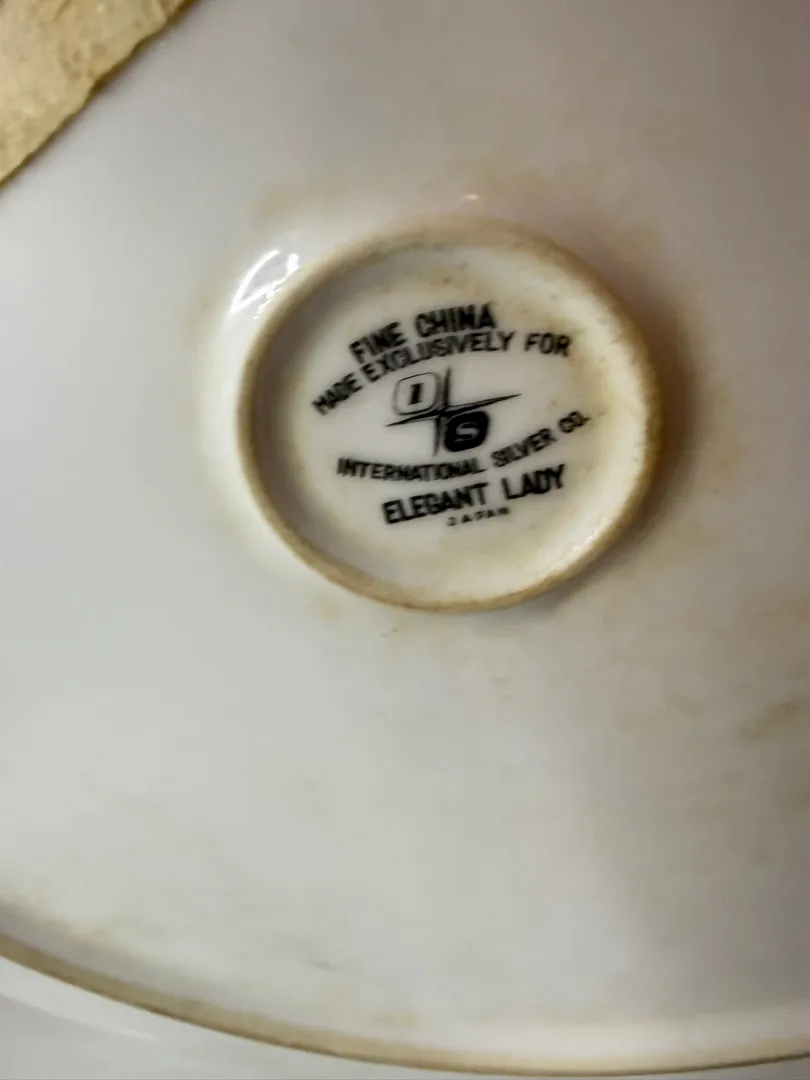 FINE CHINA
MADE EXCLUSIVELY FOR
I
S
INTERNATIONAL SILVER CO.
ELEGANT LADY
JAPAN